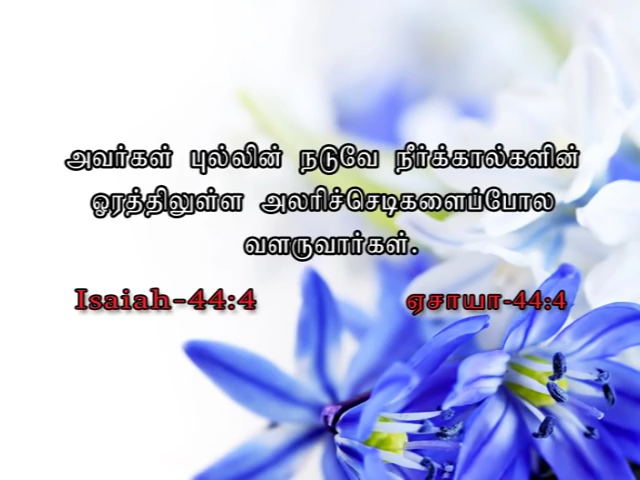 அவர்கள் புல்லின் நடுவே நீர்க்கால்களின்
ஓரத்திலுள்ள அலரிச்செடிகளைப்போல
வளருவார்கள்.
Isaiah-44:4 ஏசாயா-44:4